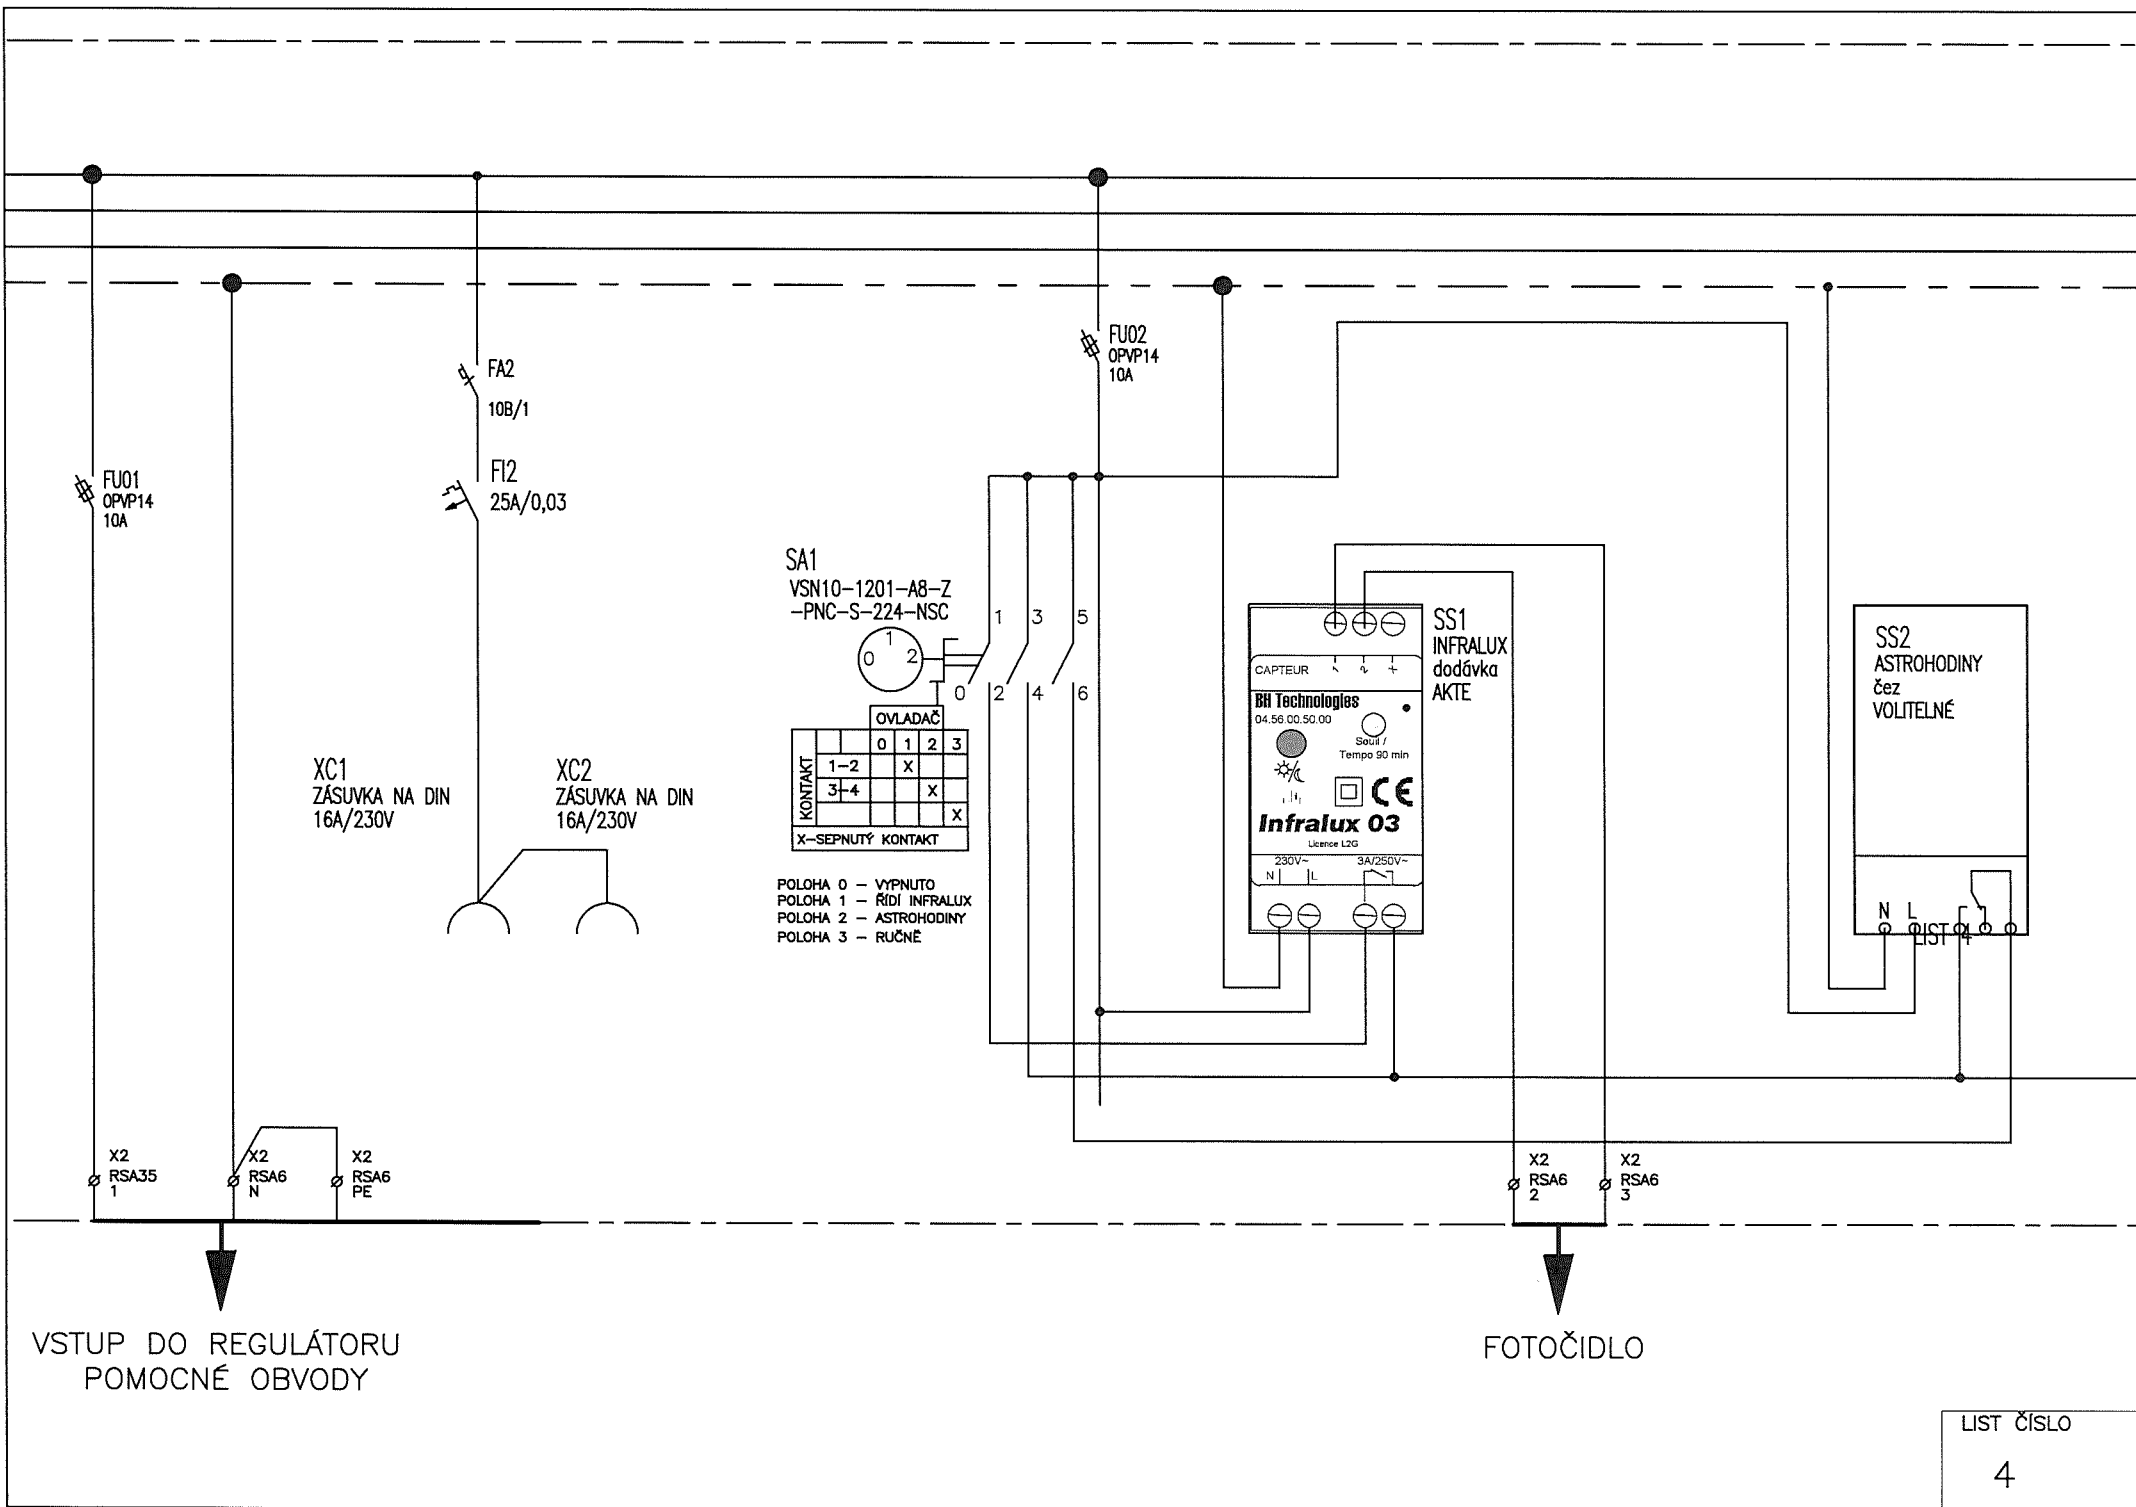 FU01
OPVP14
10A
FA2
10B/1
FI2
25A/0,03
FU02
OPVP14
10A
XC1
ZÁSUVKA NA DIN
16A/230V
XC2
ZÁSUVKA NA DIN
16A/230V
SA1
VSN10-1201-A8-Z
-PNC-S-224-NSC
0 1 2
1 3 5
0 2 4 6
OVLADAČ
0 1 2 3
KONTAKT
1-2 X
3-4 X
X
X-SEPNUTÝ KONTAKT
POLOHA 0 - VYPNUTO
POLOHA 1 - ŘÍDÍ INFRALUX
POLOHA 2 - ASTROHODINY
POLOHA 3 - RUČNĚ
CAPTEUR 1 2 +
BH Technologies
04.56.00.50.00
Seuil /
Tempo 90 min
CE
Infralux 03
Licence L2G
230V~ 3A/250V~
N L
SS1
INFRALUX
dodávka
AKTE
SS2
ASTROHODINY
čez
VOLITELNÉ
N L
LIST 4
X2
RSA35
1
X2
RSA6
N
X2
RSA6
PE
X2
RSA6
2
X2
RSA6
3
VSTUP DO REGULÁTORU
POMOCNÉ OBVODY
FOTOČIDLO
LIST ČÍSLO
4